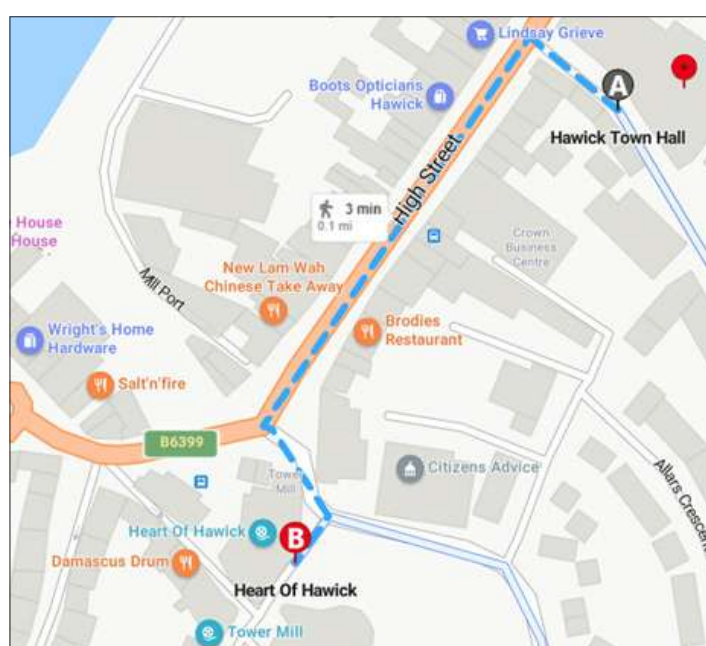 Lindsay Grieve
Boots Opticians
Hawick
A
Hawick Town Hall
High Street
3 min
0.1 mi
House
House
Crown
Business
Centre
Mill Port
New Lam Wah
Chinese Take Away
Wright's Home
Hardware
Brodies
Restaurant
Salt'n'fire
B6399
Citizens Advice
Allars Crescent
Tower
Mill
Heart Of Hawick
B
Damascus Drum
Heart Of Hawick
Tower Mill